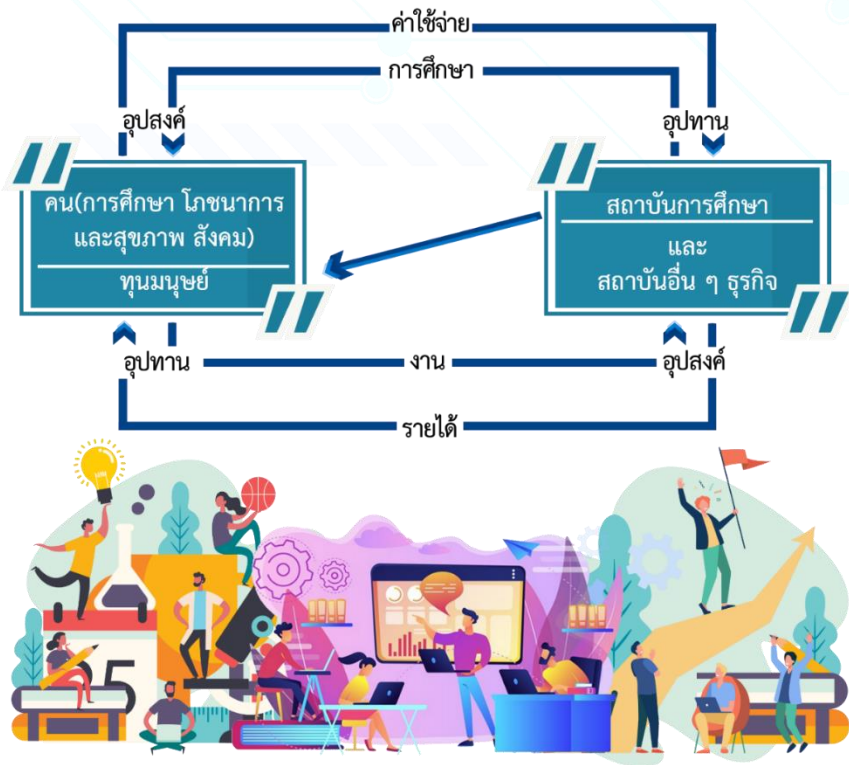 ค่าใช้จ่าย
การศึกษา
อุปสงค์
อุปทาน
คน(การศึกษา โภชนาการ
และสุขภาพ สังคม)
ทุนมนุษย์
สถาบันการศึกษา
และ
สถาบันอื่น ๆ ธุรกิจ
อุปทาน
งาน
อุปสงค์
รายได้
35